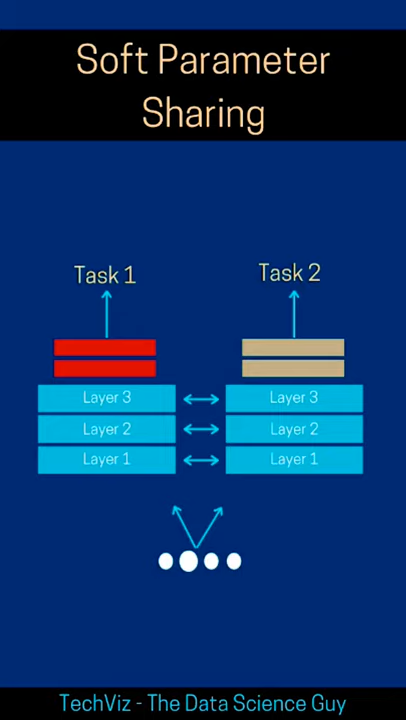 Soft Parameter
Sharing
Task 1
Task 2
Layer 3
Layer 3
Layer 2
Layer 2
Layer 1
Layer 1
TechViz - The Data Science Guy